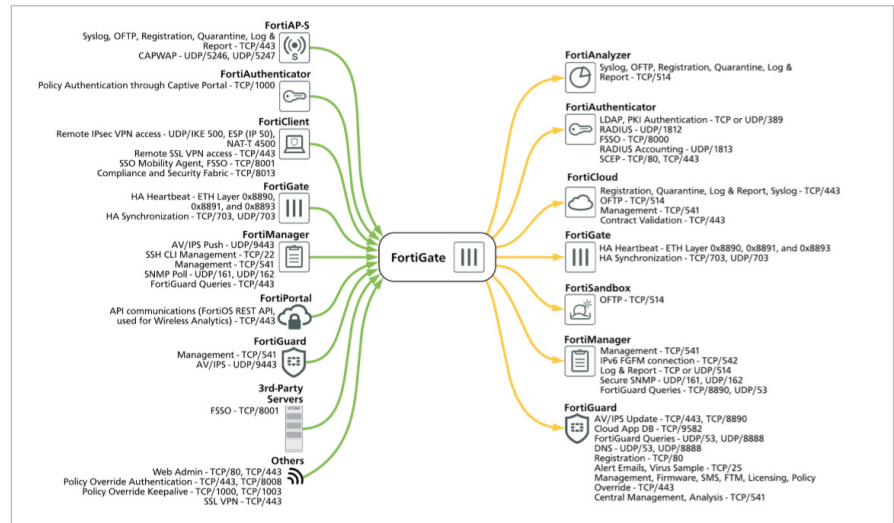 FortiAP-S
Syslog, OFTP, Registration, Quarantine, Log &
Report - TCP/443
CAPWAP - UDP/5246, UDP/5247
S
FortiAuthenticator
Policy Authentication through Captive Portal - TCP/1000
FortiClient
Remote IPsec VPN access - UDP/IKE 500, ESP (IP 50),
NAT-T 4500
Remote SSL VPN access - TCP/443
SSO Mobility Agent, FSSO - TCP/8001
Compliance and Security Fabric - TCP/8013
FortiGate
HA Heartbeat - ETH Layer 0x8890,
0x8891, and 0x8893
HA Synchronization - TCP/703, UDP/703
FortiManager
AV/IPS Push - UDP/9443
SSH CLI Management - TCP/22
Management - TCP/541
SNMP Poll - UDP/161, UDP/162
FortiGuard Queries - TCP/443
FortiPortal
API communications (FortiOS REST API,
used for Wireless Analytics) - TCP/443
FortiGuard
Management - TCP/541
AV/IPS - UDP/9443
3rd-Party
Servers
FSSO - TCP/8001
Others
Web Admin - TCP/80, TCP/443
Policy Override Authentication - TCP/443, TCP/8008
Policy Override Keepalive - TCP/1000, TCP/1003
SSL VPN - TCP/443
FortiGate
FortiAnalyzer
Syslog, OFTP, Registration, Quarantine, Log &
Report - TCP/514
FortiAuthenticator
LDAP, PKI Authentication - TCP or UDP/389
RADIUS - UDP/1812
FSSO - TCP/8000
RADIUS Accounting - UDP/1813
SCEP - TCP/80, TCP/443
FortiCloud
Registration, Quarantine, Log & Report, Syslog - TCP/443
OFTP - TCP/514
Management - TCP/541
Contract Validation - TCP/443
FortiGate
HA Heartbeat - ETH Layer 0x8890, 0x8891, and 0x8893
HA Synchronization - TCP/703, UDP/703
FortiSandbox
OFTP - TCP/514
FortiManager
Management - TCP/541
IPv6 FGFM connection - TCP/542
Log & Report - TCP or UDP/514
Secure SNMP - UDP/161, UDP/162
FortiGuard Queries - TCP/8890, UDP/53
FortiGuard
AV/IPS Update - TCP/443, TCP/8890
Cloud App DB - TCP/9582
FortiGuard Queries - UDP/53, UDP/8888
DNS - UDP/53, UDP/8888
Registration - TCP/80
Alert Emails, Virus Sample - TCP/25
Management, Firmware, SMS, FTM, Licensing, Policy
Override - TCP/443
Central Management, Analysis - TCP/541